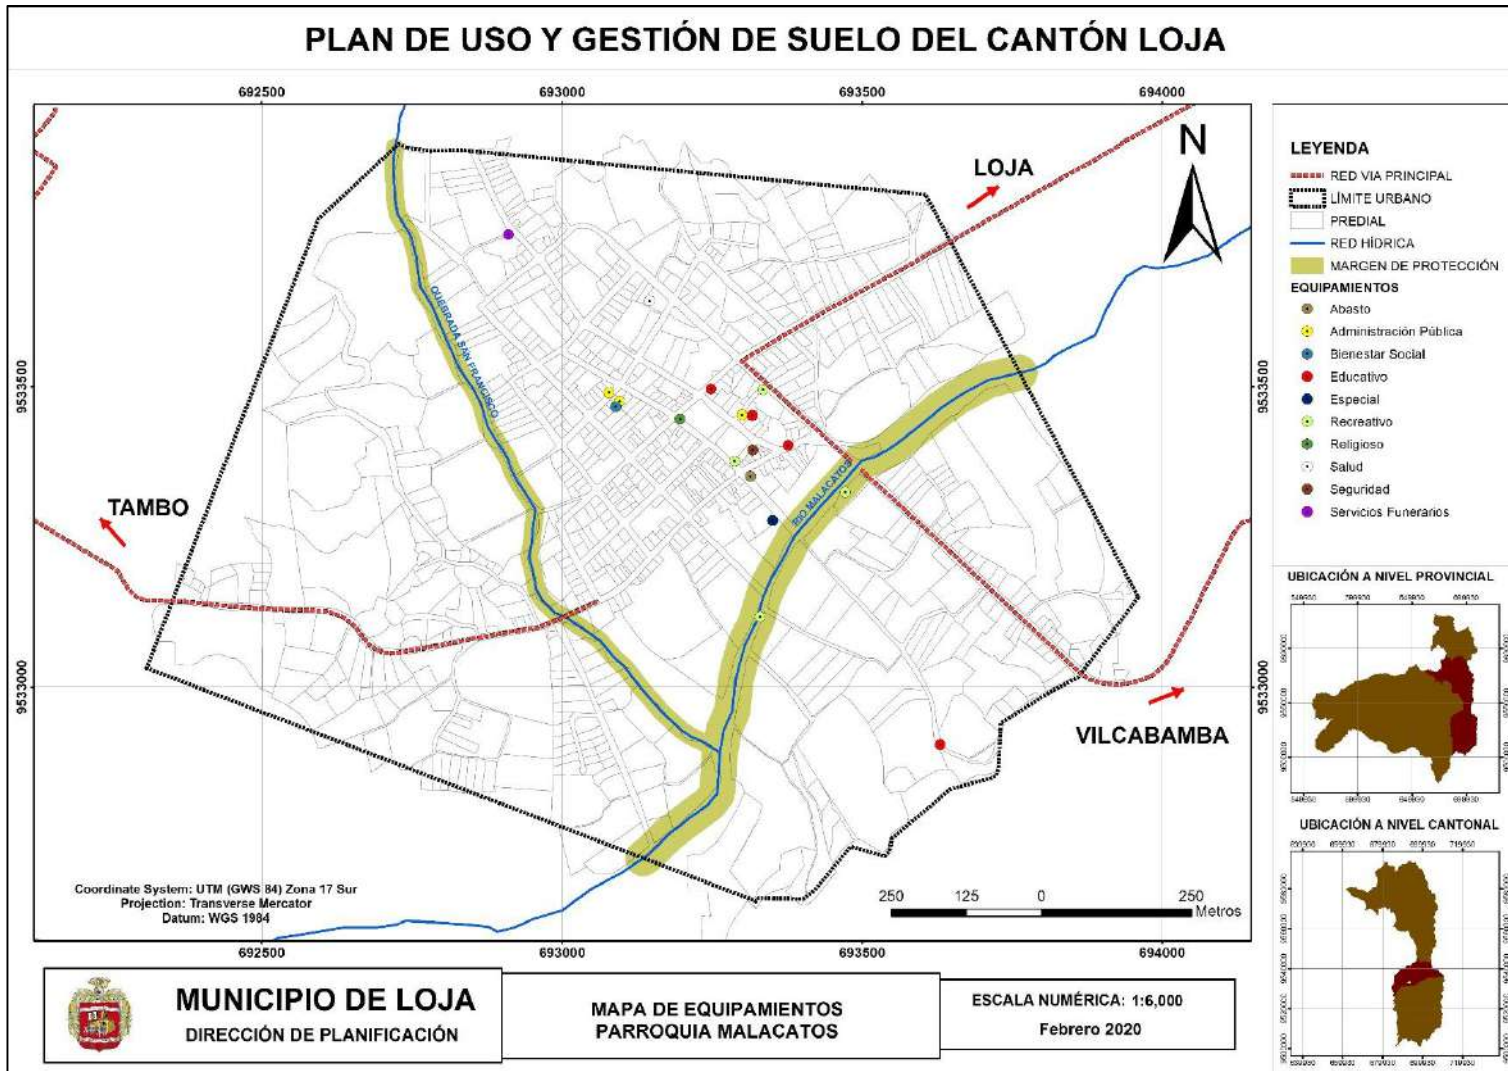 PLAN DE USO Y GESTIÓN DE SUELO DEL CANTÓN LOJA
692500 693000 693500 694000
N
LOJA
QUEBRADA SAN FRANCISCO
9533500 9533500
TAMBO
RIO MALACATOS
9533000 9533000
VILCABAMBA
Coordinate System: UTM (GWS 84) Zona 17 Sur
Projection: Transverse Mercator
Datum: WGS 1984
250 125 0 250
Metros
692500 693000 693500 694000
LEYENDA
RED VIA PRINCIPAL
LÍMITE URBANO
PREDIAL
RED HÍDRICA
MARGEN DE PROTECCIÓN
EQUIPAMIENTOS
Abasto
Administración Pública
Bienestar Social
Educativo
Especial
Recreativo
Religioso
Salud
Seguridad
Servicios Funerarios
UBICACIÓN A NIVEL PROVINCIAL
UBICACIÓN A NIVEL CANTONAL
MUNICIPIO DE LOJA
DIRECCIÓN DE PLANIFICACIÓN
MAPA DE EQUIPAMIENTOS
PARROQUIA MALACATOS
ESCALA NUMÉRICA: 1:6,000
Febrero 2020